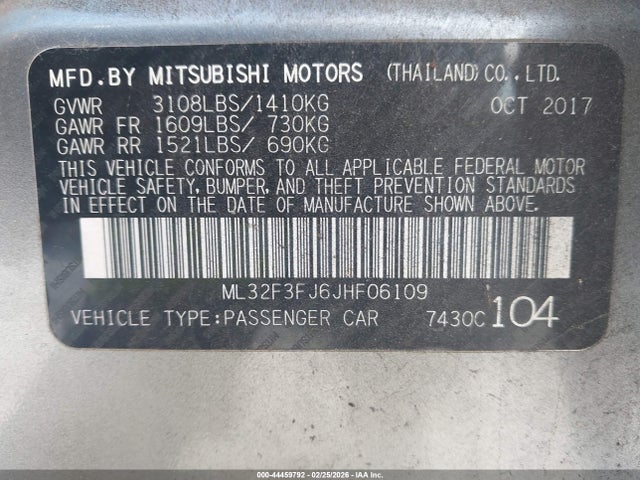 MFD.BY MITSUBISHI MOTORS (THAILAND)CO.,LTD.
GVWR 3108LBS/1410KG OCT 2017
GAWR FR 1609LBS/ 730KG
GAWR RR 1521LBS/ 690KG
THIS VEHICLE CONFORMS TO ALL APPLICABLE FEDERAL MOTOR
VEHICLE SAFETY, BUMPER, AND THEFT PREVENTION STANDARDS
IN EFFECT ON THE DATE OF MANUFACTURE SHOWN ABOVE.
ML32F3FJ6JHF06109
VEHICLE TYPE:PASSENGER CAR 7430C 104
000-44459792 - 02/25/2026 - IAA Inc.